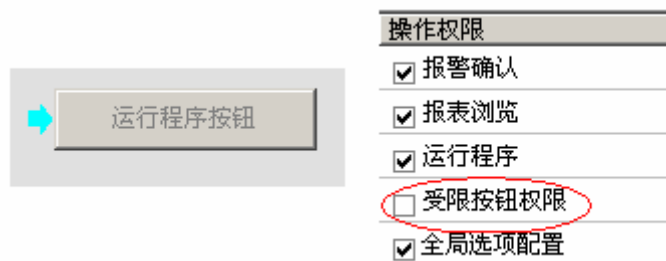 运行程序按钮
操作权限
报警确认
报表浏览
运行程序
受限按钮权限
全局选项配置